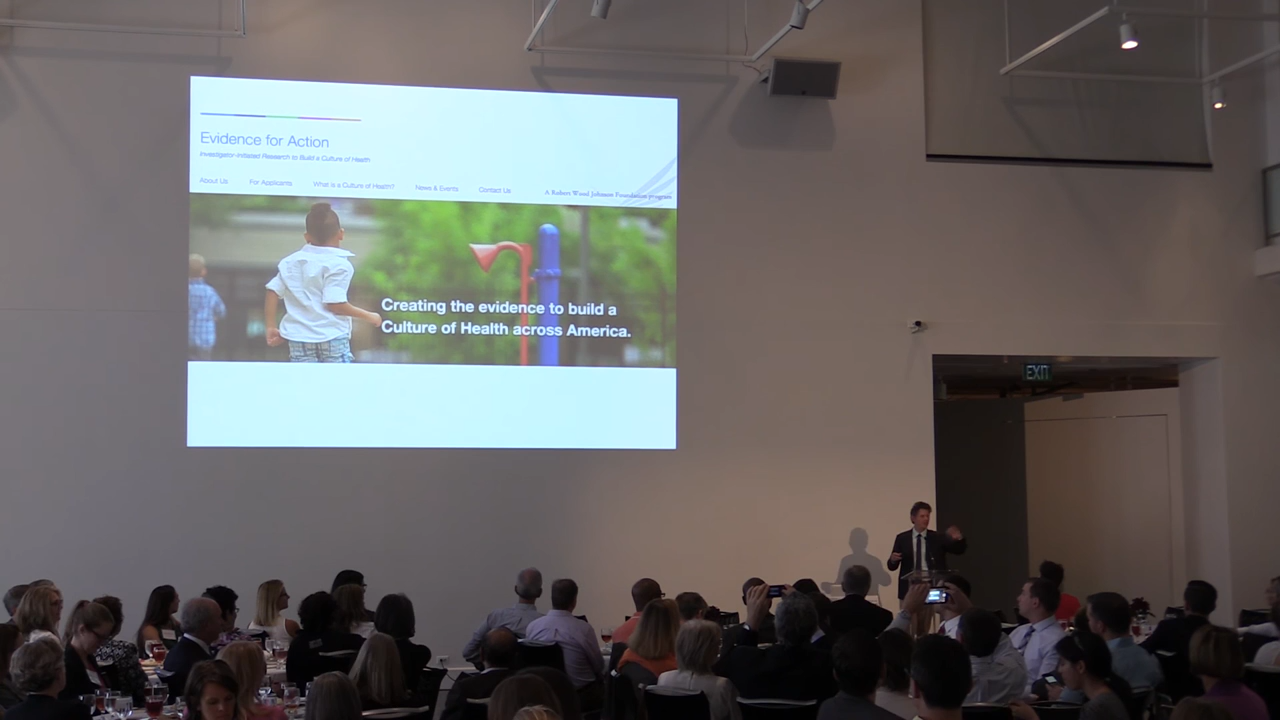 Evidence for Action
Investigator-Initiated Research to Build a Culture of Health
About Us For Applicants What is a Culture of Health? News & Events Contact Us
A Robert Wood Johnson Foundation program
Creating the evidence to build a
Culture of Health across America.
EXIT